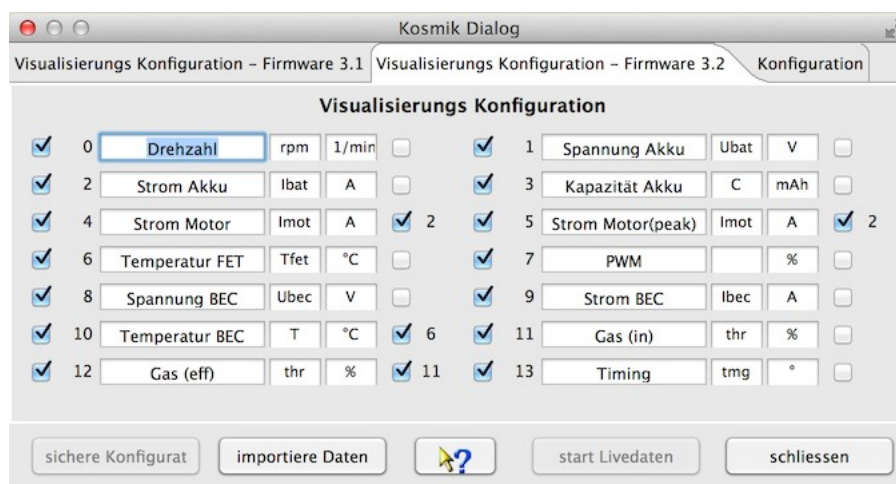 Kosmik Dialog
Visualisierungs Konfiguration – Firmware 3.1 Visualisierungs Konfiguration – Firmware 3.2 Konfiguration
Visualisierungs Konfiguration
0 Drehzahl rpm 1/min 1 Spannung Akku Ubat V
2 Strom Akku Ibat A 3 Kapazität Akku C mAh
4 Strom Motor Imot A 2 5 Strom Motor(peak) Imot A 2
6 Temperatur FET Tfet °C 7 PWM %
8 Spannung BEC Ubec V 9 Strom BEC Ibec A
10 Temperatur BEC T °C 6 11 Gas (in) thr %
12 Gas (eff) thr % 11 13 Timing tmg °
sichere Konfigurat importiere Daten ? start Livedaten schliessen